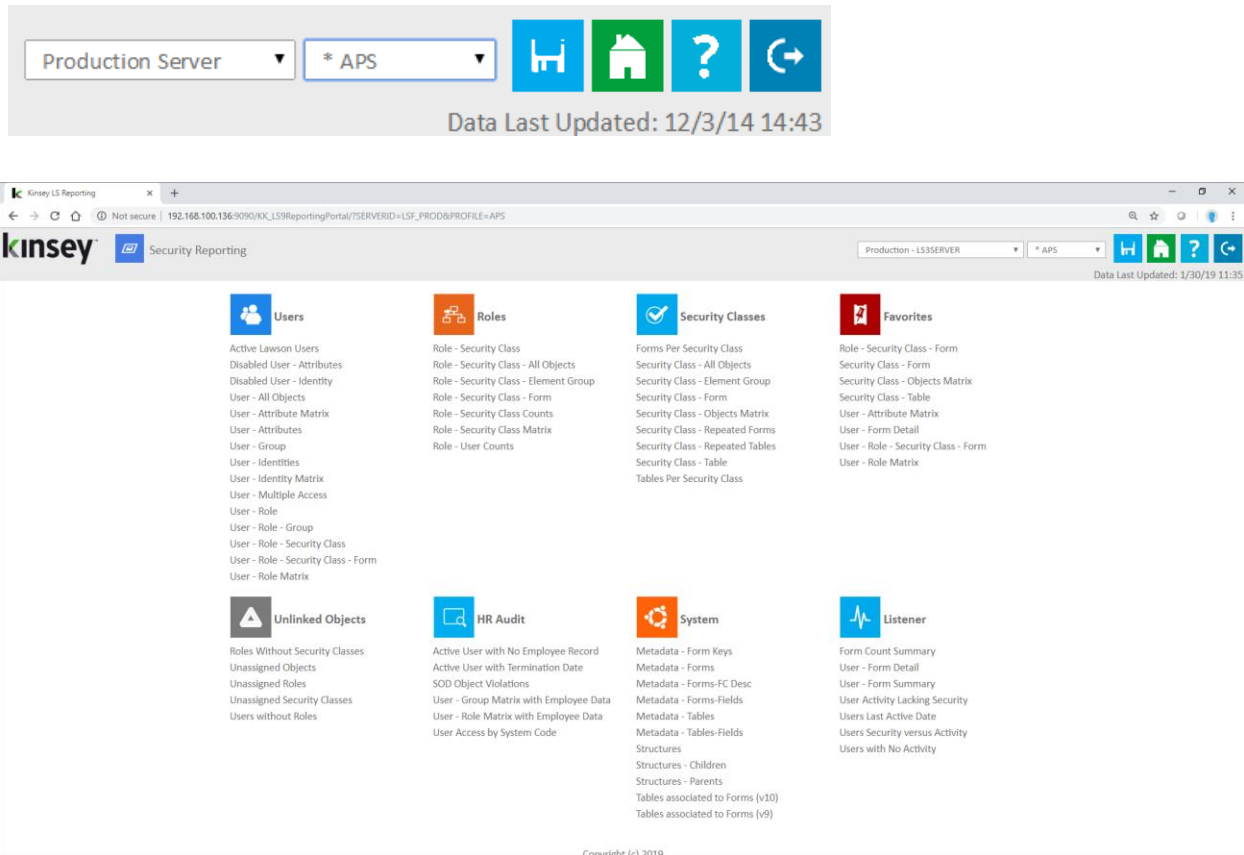 Production Server
* APS
Data Last Updated: 12/3/14 14:43
Kinsey LS Reporting
Not secure | 192.168.100.136:9090/KK_LS9ReportingPortal/?SERVERID=LSF_PROD&PROFILE=APS
kinsey Security Reporting
Production - LS3SERVER * APS
Data Last Updated: 1/30/19 11:35
Users
Active Lawson Users
Disabled User - Attributes
Disabled User - Identity
User - All Objects
User - Attribute Matrix
User - Attributes
User - Group
User - Identities
User - Identity Matrix
User - Multiple Access
User - Role
User - Role - Group
User - Role - Security Class
User - Role - Security Class - Form
User - Role Matrix
Roles
Role - Security Class
Role - Security Class - All Objects
Role - Security Class - Element Group
Role - Security Class - Form
Role - Security Class Counts
Role - Security Class Matrix
Role - User Counts
Security Classes
Forms Per Security Class
Security Class - All Objects
Security Class - Element Group
Security Class - Form
Security Class - Objects Matrix
Security Class - Repeated Forms
Security Class - Repeated Tables
Security Class - Table
Tables Per Security Class
Favorites
Role - Security Class - Form
Security Class - Form
Security Class - Objects Matrix
Security Class - Table
User - Attribute Matrix
User - Form Detail
User - Role - Security Class - Form
User - Role Matrix
Unlinked Objects
Roles Without Security Classes
Unassigned Objects
Unassigned Roles
Unassigned Security Classes
Users without Roles
HR Audit
Active User with No Employee Record
Active User with Termination Date
SOD Object Violations
User - Group Matrix with Employee Data
User - Role Matrix with Employee Data
User Access by System Code
System
Metadata - Form Keys
Metadata - Forms
Metadata - Forms-FC Desc
Metadata - Forms-Fields
Metadata - Tables
Metadata - Tables-Fields
Structures
Structures - Children
Structures - Parents
Tables associated to Forms (v10)
Tables associated to Forms (v9)
Listener
Form Count Summary
User - Form Detail
User - Form Summary
User Activity Lacking Security
Users Last Active Date
Users Security versus Activity
Users with No Activity
Copyright (c) 2019